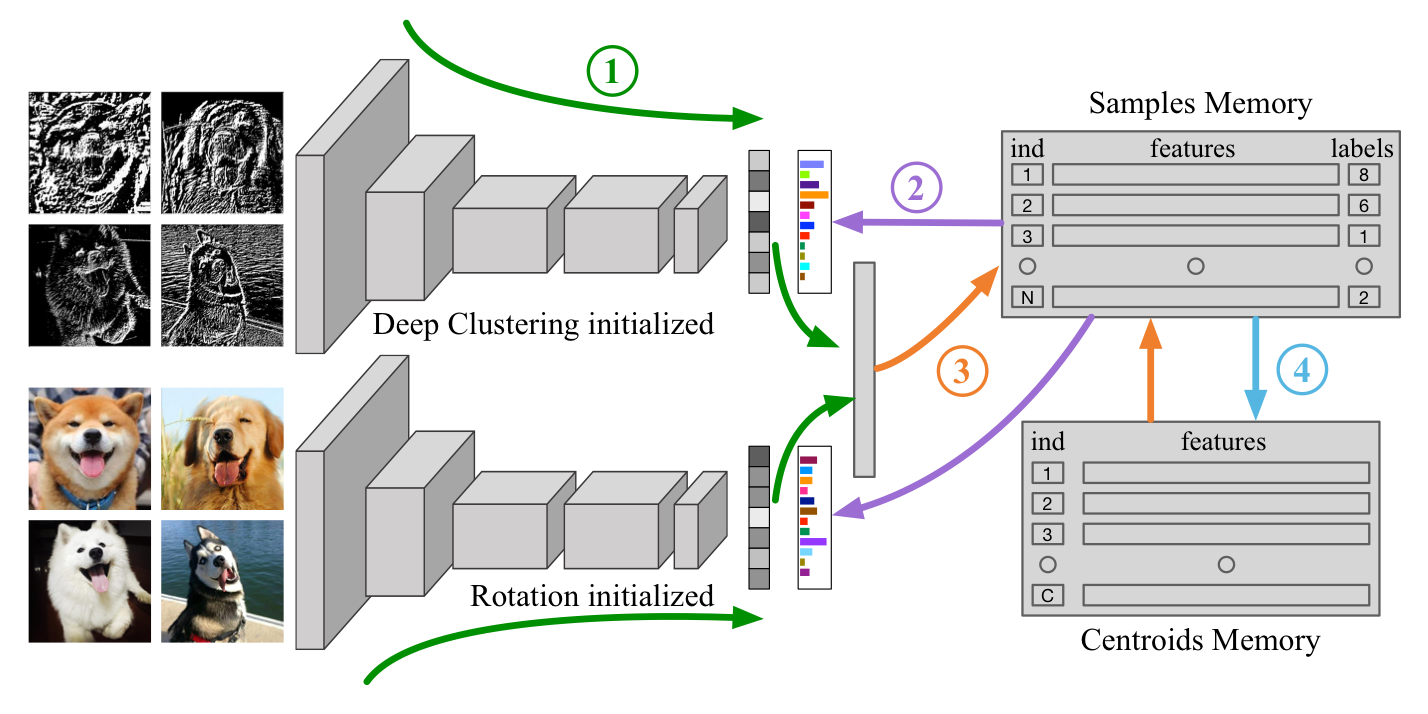 1
Deep Clustering initialized
Rotation initialized
2
3
Samples Memory
ind features labels
1 8
2 6
3 1
N 2
4
ind features
1
2
3
C
Centroids Memory